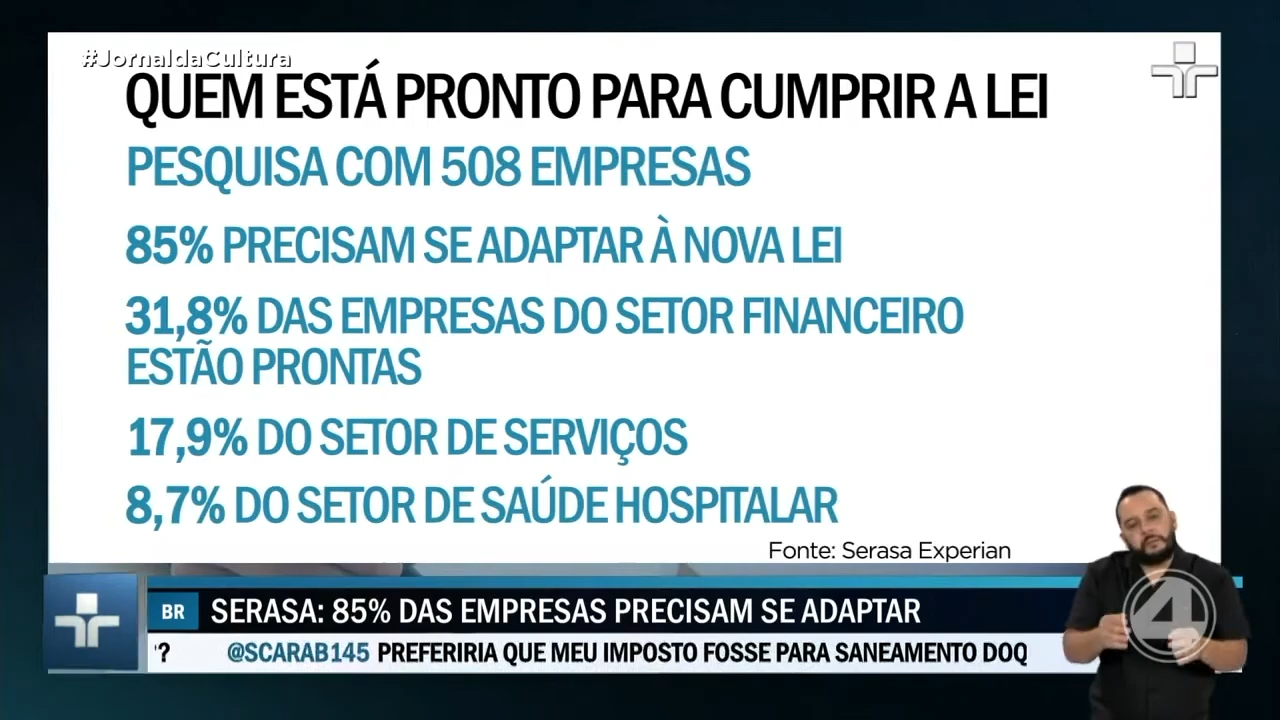 #JornaldaCultura
QUEM ESTÁ PRONTO PARA CUMPRIR A LEI
PESQUISA COM 508 EMPRESAS
85% PRECISAM SE ADAPTAR À NOVA LEI
31,8% DAS EMPRESAS DO SETOR FINANCEIRO
ESTÃO PRONTAS
17,9% DO SETOR DE SERVIÇOS
8,7% DO SETOR DE SAÚDE HOSPITALAR
Fonte: Serasa Experian
BR SERASA: 85% DAS EMPRESAS PRECISAM SE ADAPTAR
?? @SCARAB145 PREFERIRIA QUE MEU IMPOSTO FOSSE PARA SANEAMENTO DOQ
4